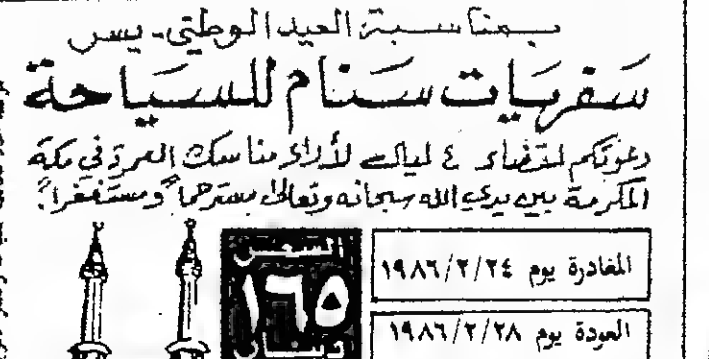 بمناسبة العيد الوطني - يسر
سفريات سنام للسياحة
دعوتكم لقضاء ٤ ليالي لأداء مناسك العمرة في مكة
المكرمة بين يدي الله سبحانه وتعالى مسترحماً ومستغفراً.
المغادرة يوم ١٩٨٦/٢/٢٤
العودة يوم ١٩٨٦/٢/٢٨
السعر
١٦٥
دينار